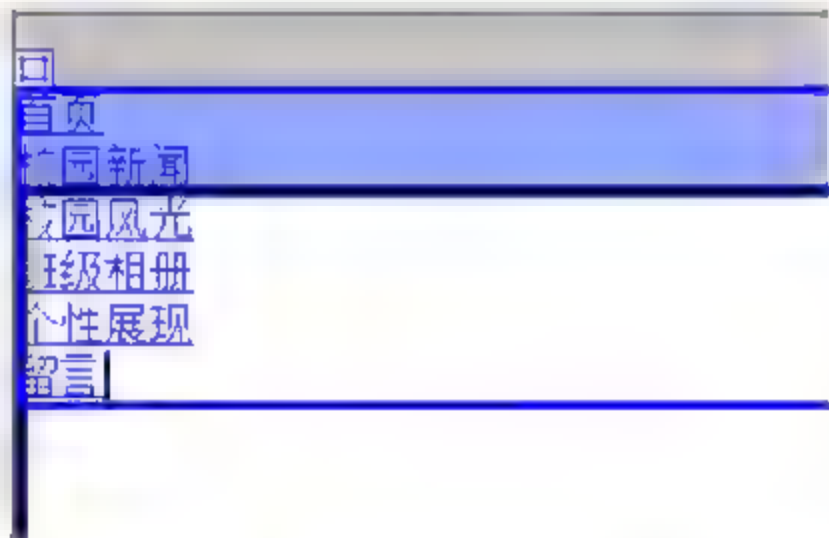 首页
校园新闻
校园风光
班级相册
个性展现
留言